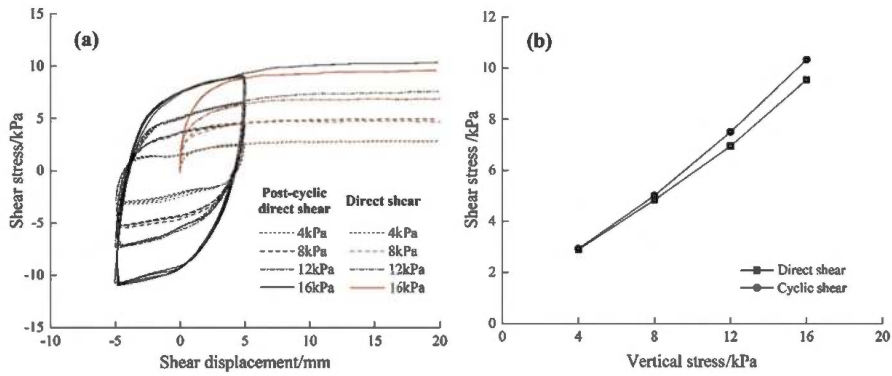 (a)
15
10
5
0
-5
-10
-15
Shear stress/kPa
-10 -5 0 5 10 15 20
Shear displacement/mm
Post-cyclic direct shear
Direct shear
4kPa 4kPa
8kPa 8kPa
12kPa 12kPa
16kPa 16kPa
(b)
12
10
8
6
4
2
0
Shear stress /kPa
0 4 8 12 16 20
Vertical stress/kPa
Direct shear
Cyclic shear